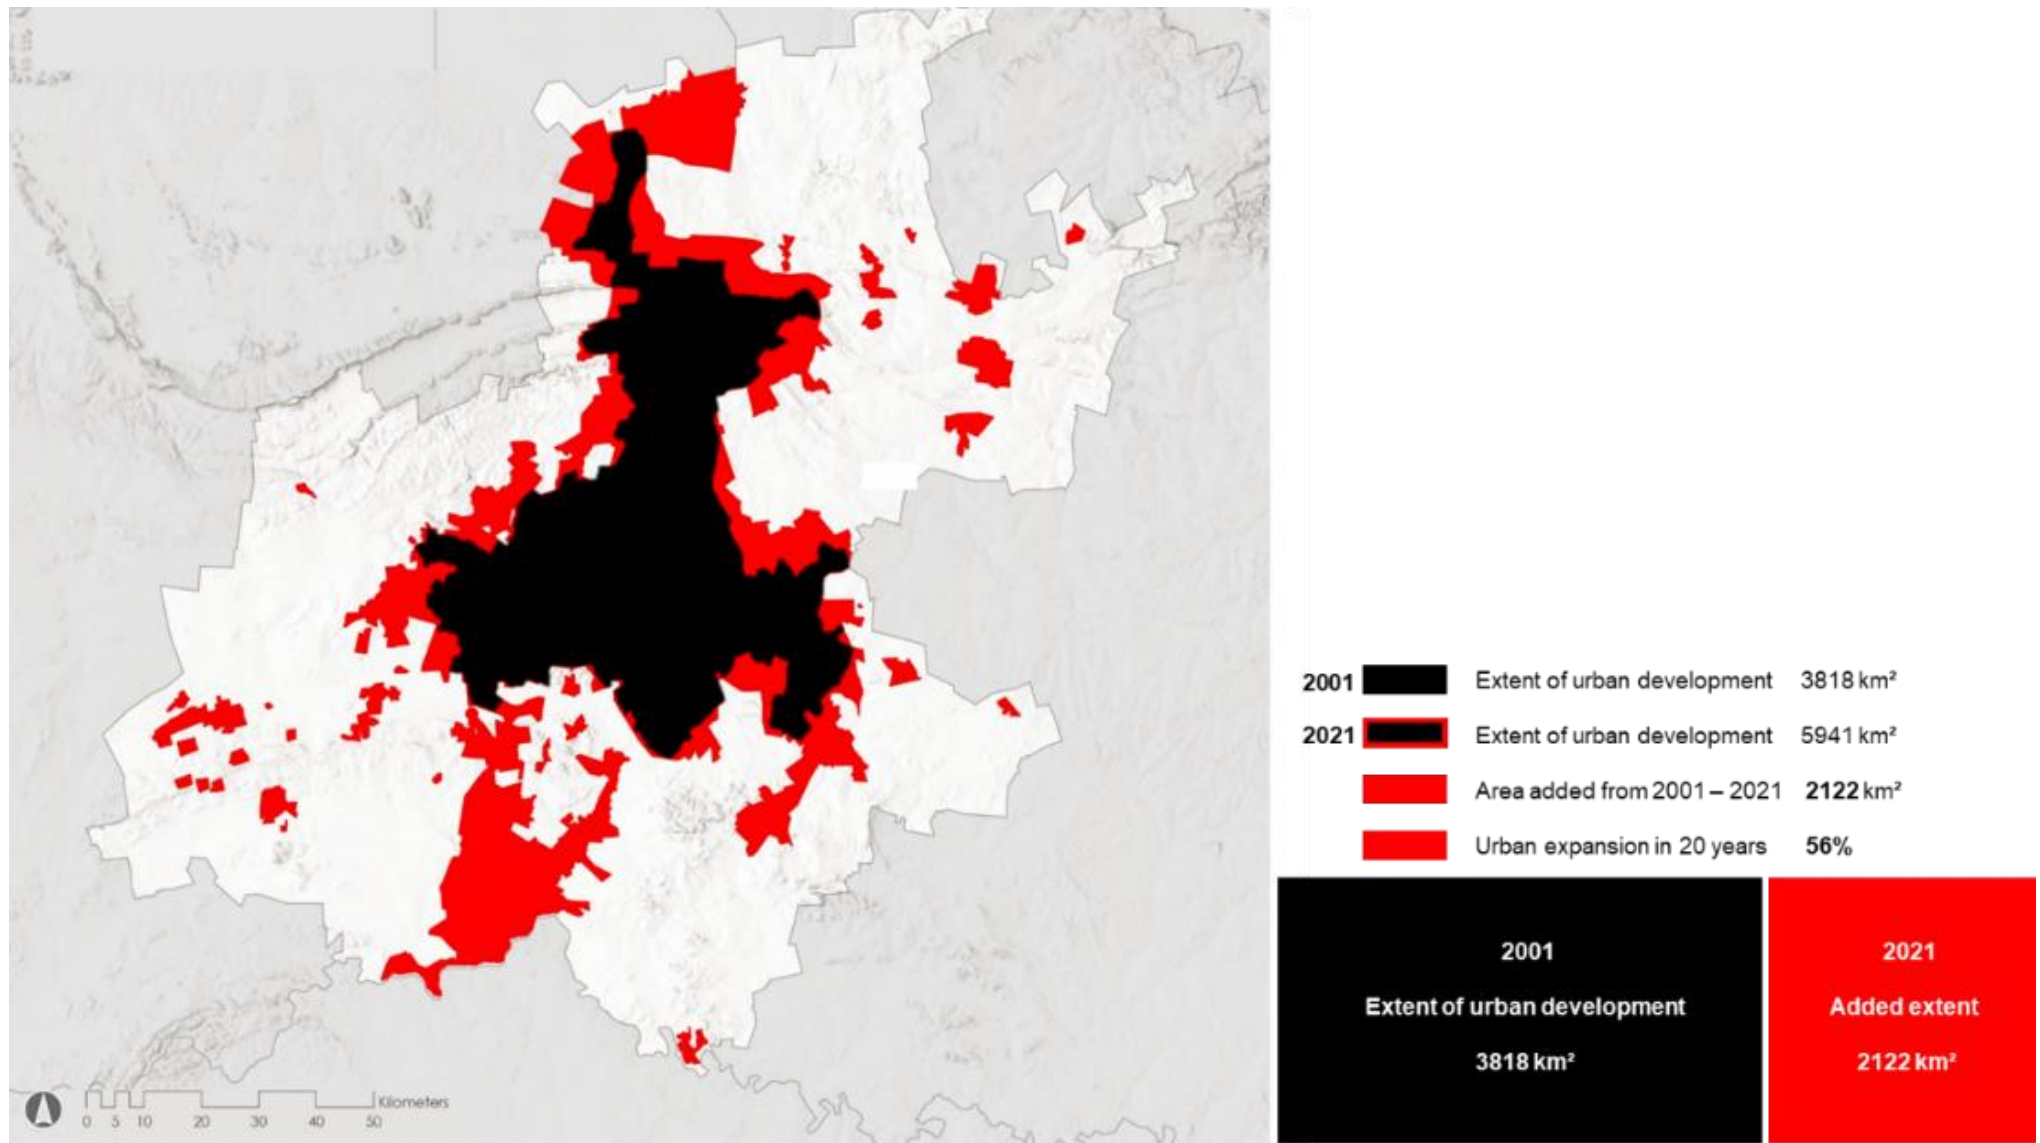 2001 Extent of urban development 3818 km²
2021 Extent of urban development 5941 km²
Area added from 2001 – 2021 2122 km²
Urban expansion in 20 years 56%
2001
Extent of urban development
3818 km²
2021
Added extent
2122 km²
Kilometers
0 5 10 20 30 40 50